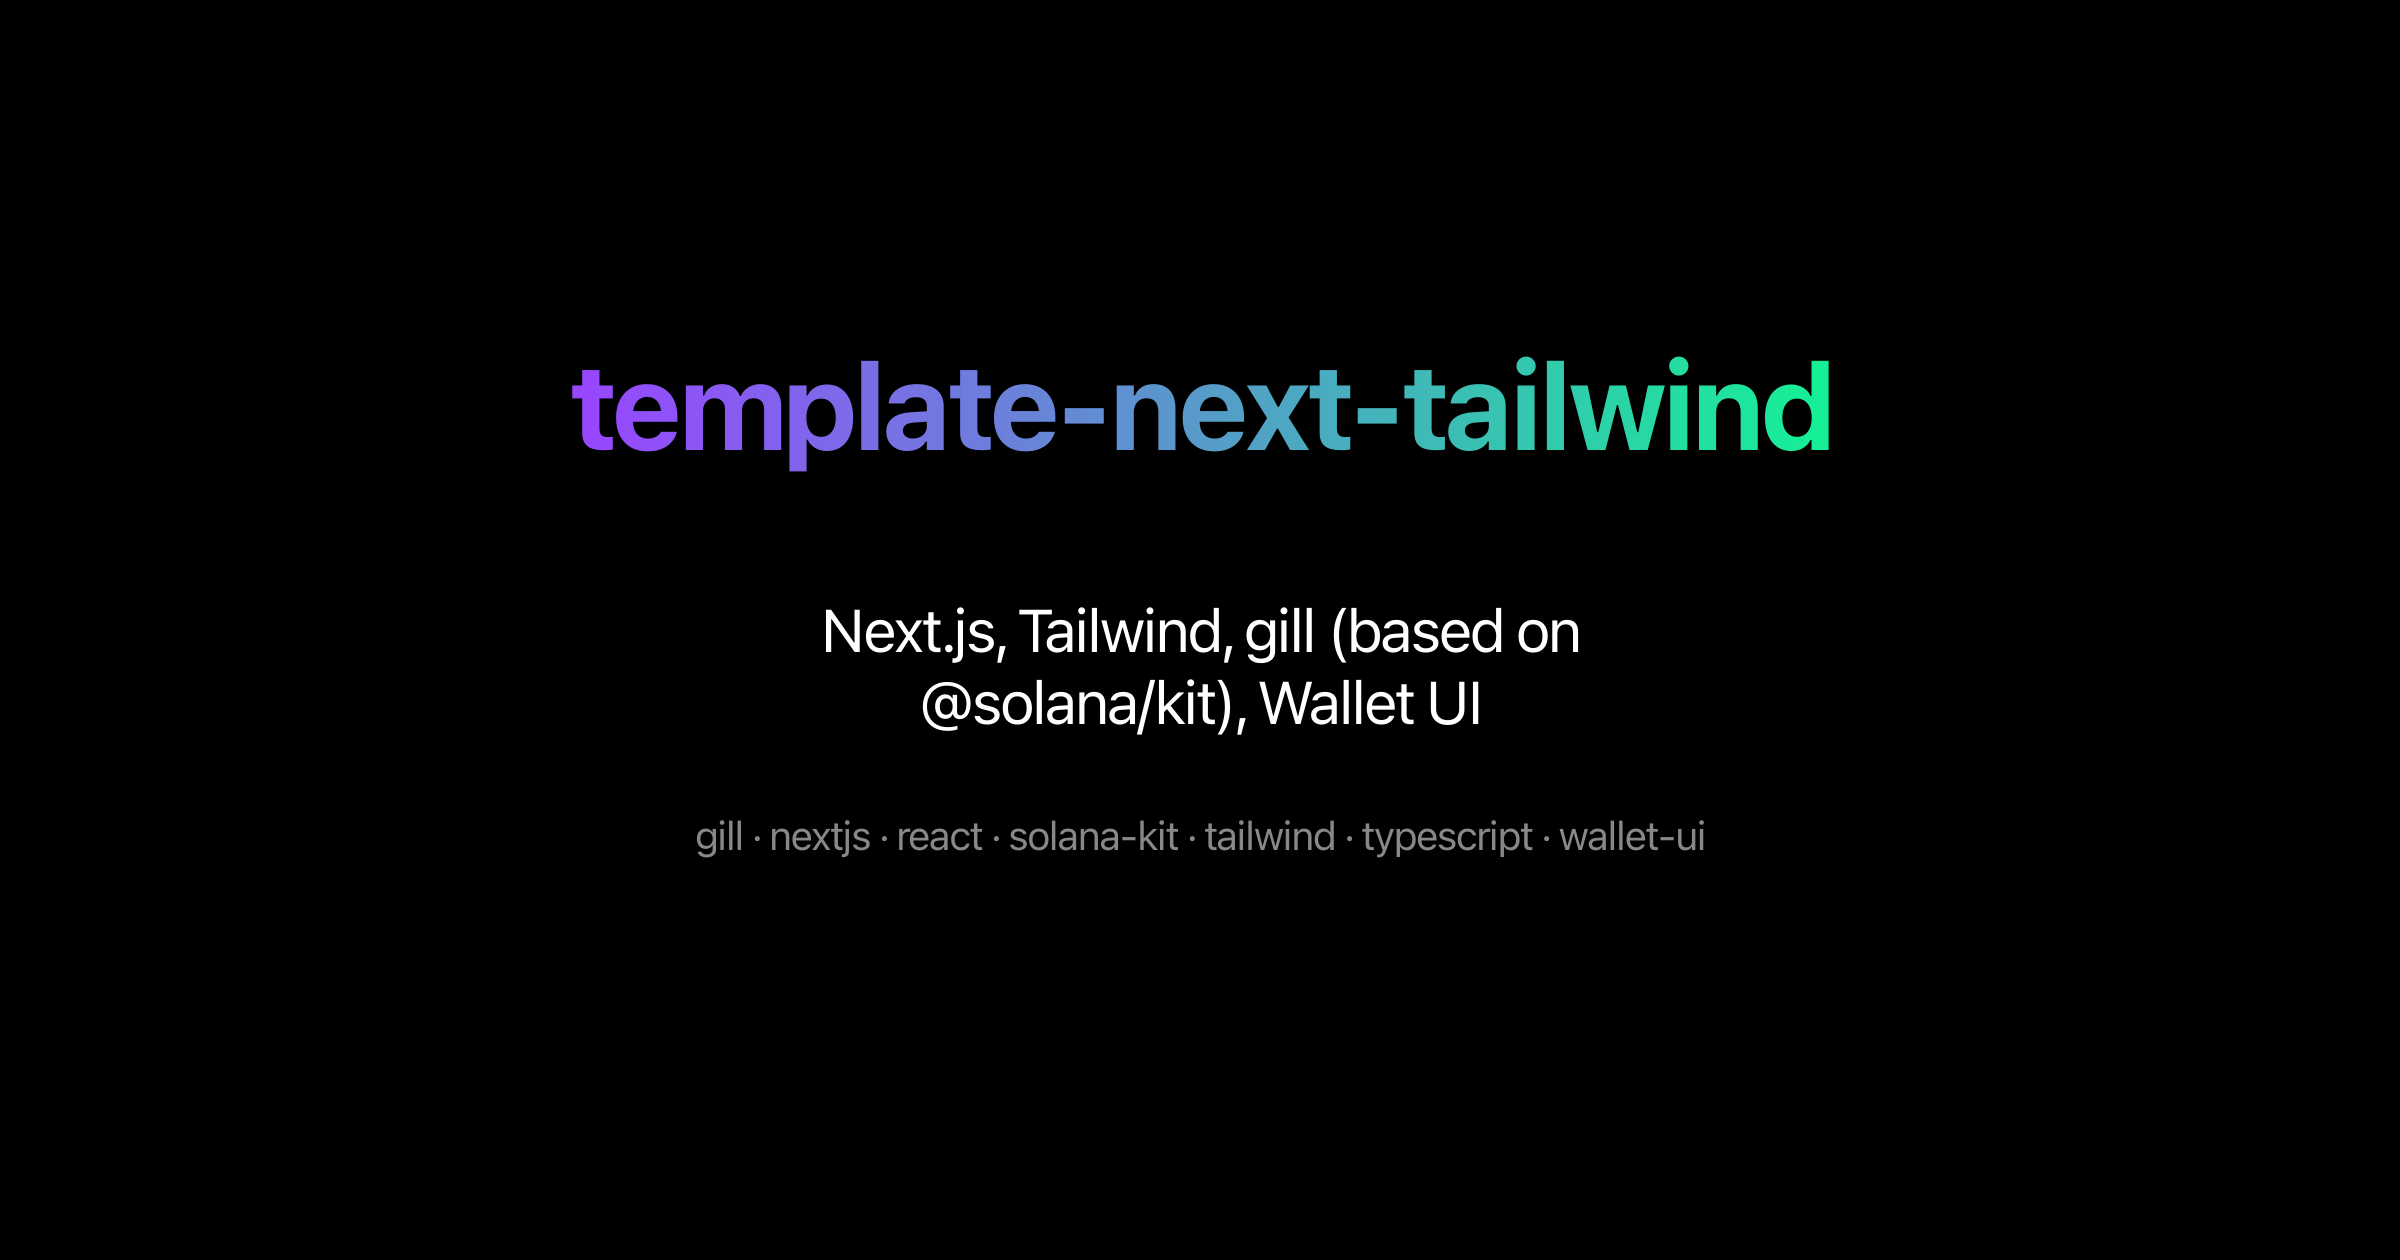 template-next-tailwind
Next.js, Tailwind, gill (based on
@solana/kit), Wallet UI
gill · nextjs · react · solana-kit · tailwind · typescript · wallet-ui